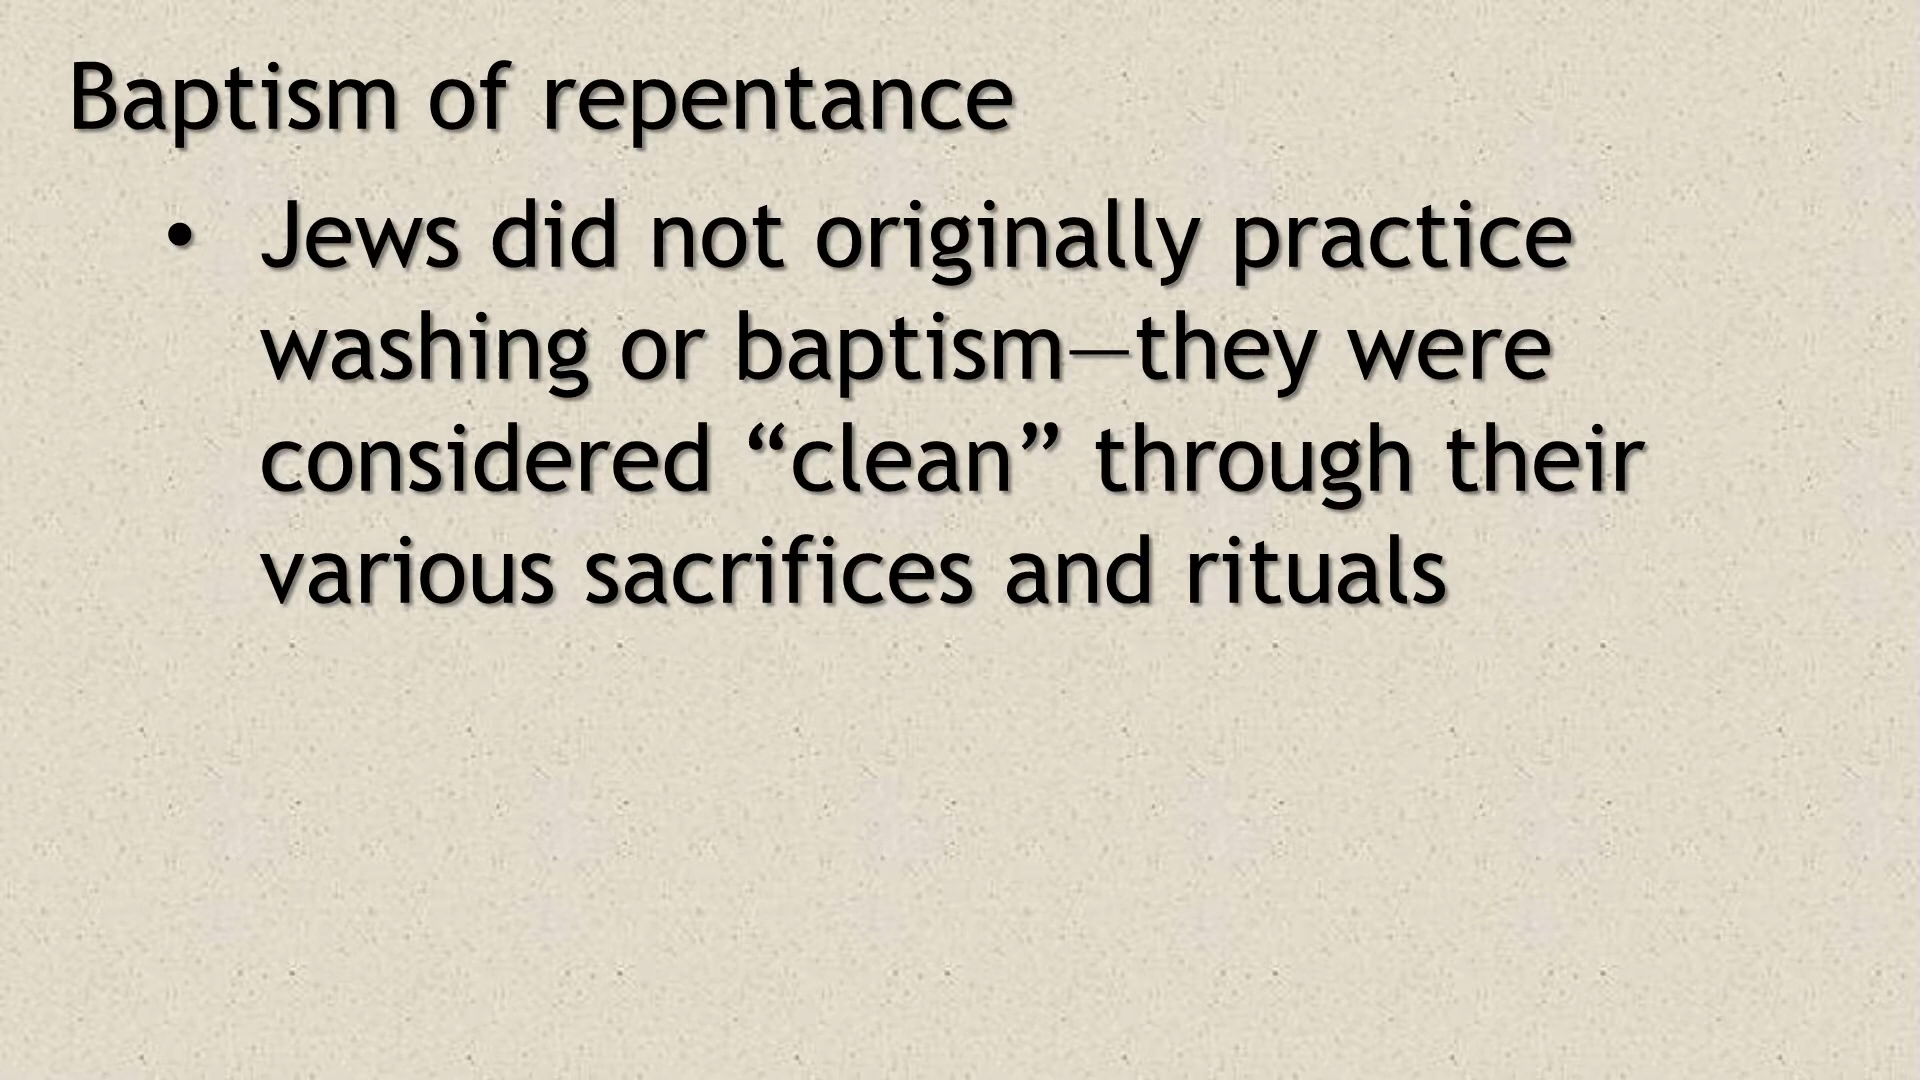 Baptism of repentance
• Jews did not originally practice
washing or baptism—they were
considered “clean” through their
various sacrifices and rituals